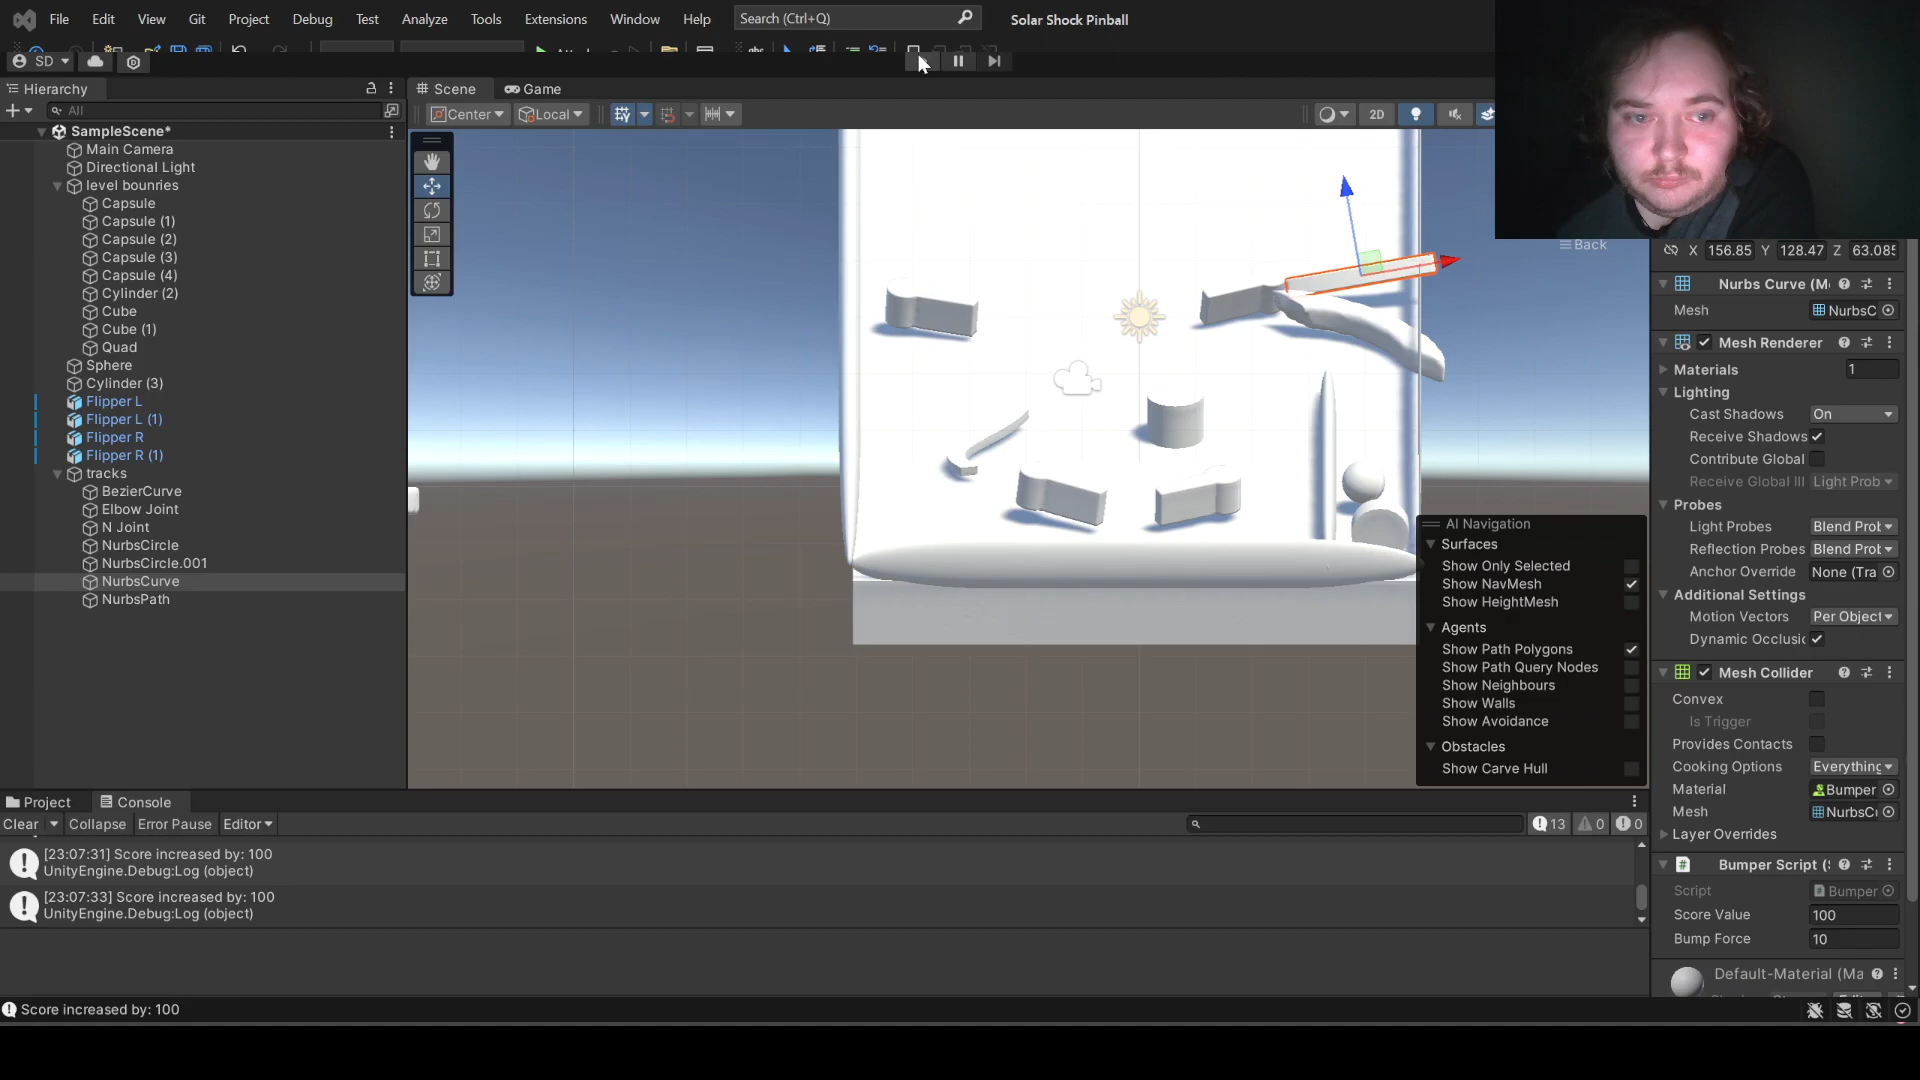 File Edit View Git Project Debug Test Analyze Tools Extensions Window Help Search (Ctrl+Q) Solar Shock Pinball
SD
Hierarchy
Scene Game
All
Center Local 2D
SampleScene*
Main Camera
Directional Light
level bounries
Capsule
Capsule (1)
Capsule (2)
Capsule (3)
Capsule (4)
Cylinder (2)
Cube
Cube (1)
Quad
Sphere
Cylinder (3)
Flipper L
Flipper L (1)
Flipper R
Flipper R (1)
tracks
BezierCurve
Elbow Joint
N Joint
NurbsCircle
NurbsCircle.001
NurbsCurve
NurbsPath
Back
AI Navigation
Surfaces
Show Only Selected
Show NavMesh
Show HeightMesh
Agents
Show Path Polygons
Show Path Query Nodes
Show Neighbours
Show Walls
Show Avoidance
Obstacles
Show Carve Hull
X 156.85 Y 128.47 Z 63.085
Nurbs Curve (M
Mesh NurbsC
Mesh Renderer
Materials 1
Lighting
Cast Shadows On
Receive Shadows
Contribute Global
Receive Global Ill Light Prob
Probes
Light Probes Blend Prob
Reflection Probes Blend Prob
Anchor Override None (Tra
Additional Settings
Motion Vectors Per Object
Dynamic Occlusic
Mesh Collider
Convex
Is Trigger
Provides Contacts
Cooking Options Everything
Material Bumper
Mesh NurbsC
Layer Overrides
Bumper Script (
Script Bumper
Score Value 100
Bump Force 10
Default-Material (Ma
Project Console
Clear Collapse Error Pause Editor 13 0 0
[23:07:31] Score increased by: 100
UnityEngine.Debug:Log (object)
[23:07:33] Score increased by: 100
UnityEngine.Debug:Log (object)
Score increased by: 100